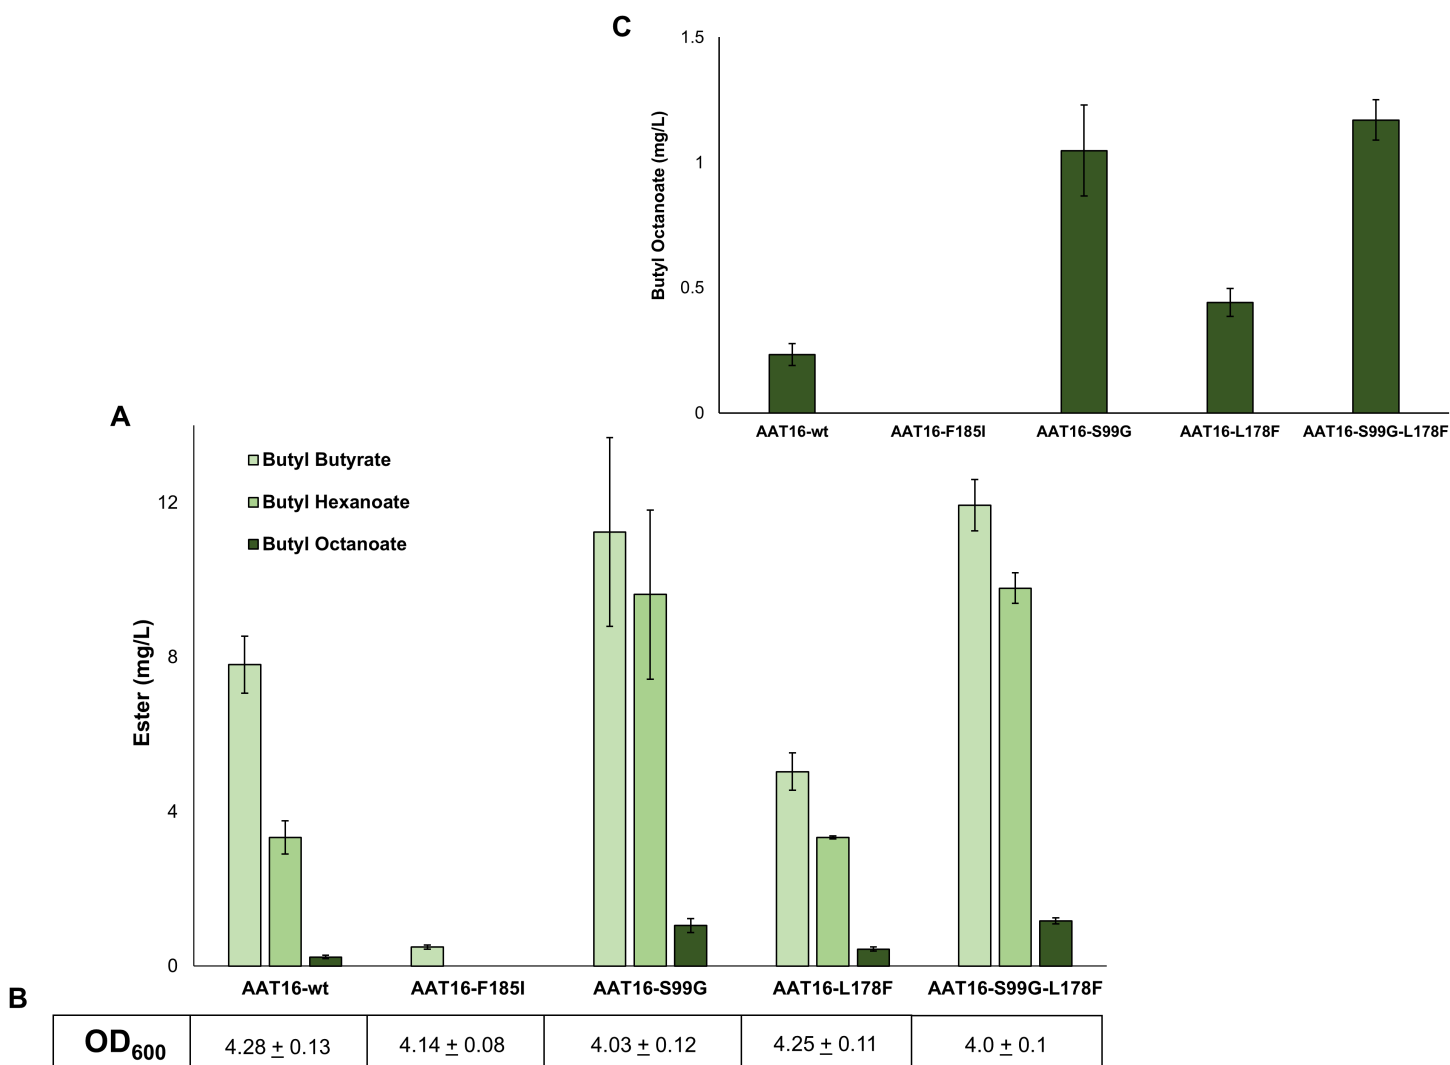 C
1.5
1
0.5
0
Butyl Octanoate (mg/L)
AAT16-wt AAT16-F185I AAT16-S99G AAT16-L178F AAT16-S99G-L178F
A
Butyl Butyrate
Butyl Hexanoate
Butyl Octanoate
12
8
4
0
Ester (mg/L)
AAT16-wt AAT16-F185I AAT16-S99G AAT16-L178F AAT16-S99G-L178F
B
OD600 4.28 ± 0.13 4.14 ± 0.08 4.03 ± 0.12 4.25 ± 0.11 4.0 ± 0.1